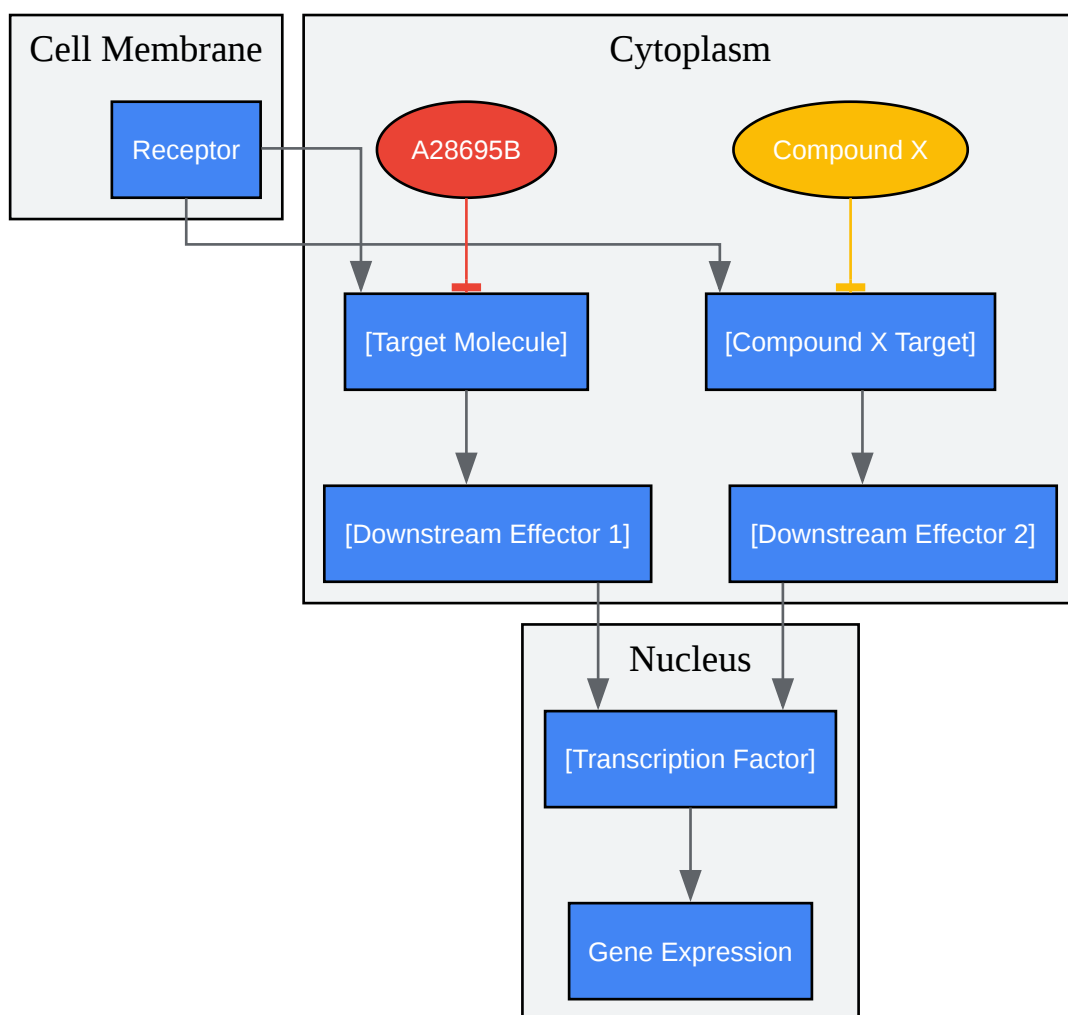 Cell Membrane
Cytoplasm
Receptor
A28695B
Compound X
[Target Molecule]
[Compound X Target]
[Downstream Effector 1]
[Downstream Effector 2]
Nucleus
[Transcription Factor]
Gene Expression